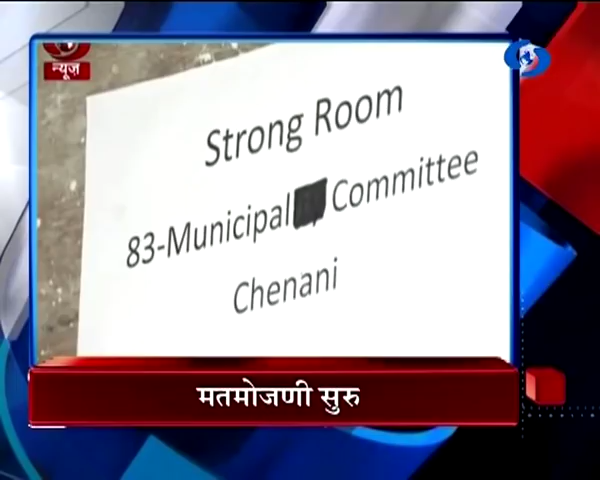 न्यूज़
Strong Room
83-Municipal Committee
Chenani
मतमोजणी सुरु